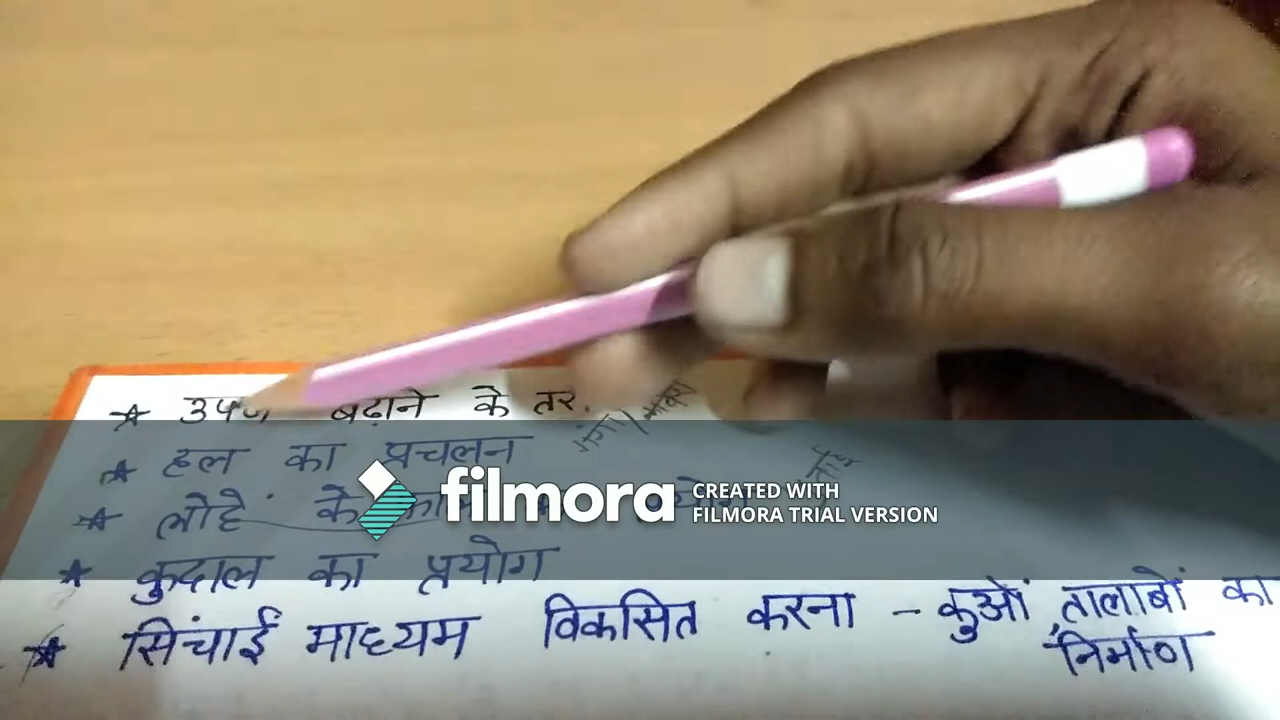 ★ उपज बढ़ाने के तर
★ हल का प्रचलन
★ लोहे के
★ कुदाल का प्रयोग
★ सिंचाई माध्यम विकसित करना - कुओं, तालाबों का
निर्माण
filmora
CREATED WITH
FILMORA TRIAL VERSION